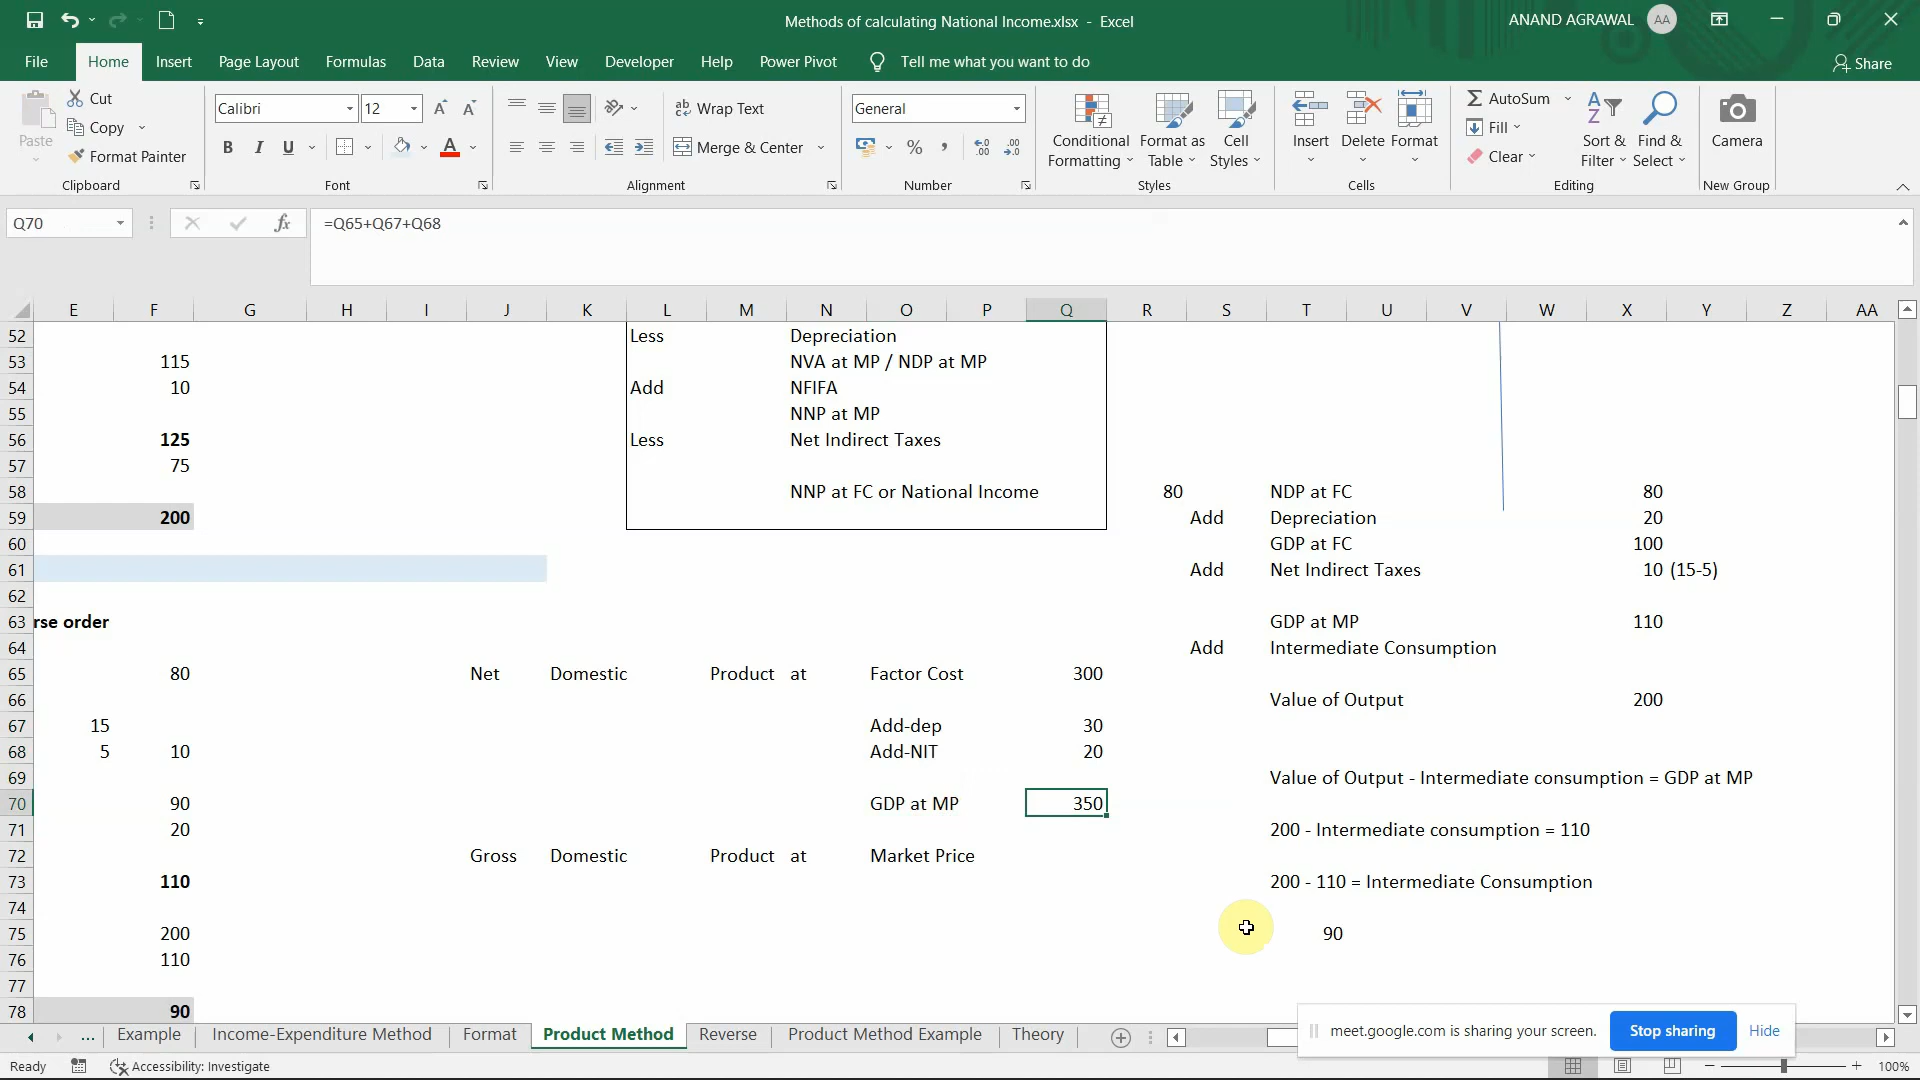 Methods of calculating National Income.xlsx - Excel
ANAND AGRAWAL AA
File Home Insert Page Layout Formulas Data Review View Developer Help Power Pivot Tell me what you want to do Share
Paste
Cut
Copy
Format Painter
Clipboard
Calibri 12
B I U
Font
Wrap Text
Merge & Center
Alignment
General
Number
Conditional Formatting
Format as Table
Cell Styles
Styles
Insert Delete Format
Cells
AutoSum
Fill
Clear
Sort & Filter
Find & Select
Editing
Camera
New Group
Q70 fx =Q65+Q67+Q68
E F G H I J K L M N O P Q R S T U V W X Y Z AA
52 Less Depreciation
53 115 NVA at MP / NDP at MP
54 10 Add NFIFA
55 NNP at MP
56 125 Less Net Indirect Taxes
57 75
58 NNP at FC or National Income 80 NDP at FC 80
59 200 Add Depreciation 20
60 GDP at FC 100
61 Add Net Indirect Taxes 10 (15-5)
62
63 rse order GDP at MP 110
64 Add Intermediate Consumption
65 80 Net Domestic Product at Factor Cost 300
66 Value of Output 200
67 15 Add-dep 30
68 5 10 Add-NIT 20
69 Value of Output - Intermediate consumption = GDP at MP
70 90 GDP at MP 350
71 20 200 - Intermediate consumption = 110
72 Gross Domestic Product at Market Price
73 110 200 - 110 = Intermediate Consumption
74
75 200 90
76 110
77
78 90
... Example Income-Expenditure Method Format Product Method Reverse Product Method Example Theory
meet.google.com is sharing your screen. Stop sharing Hide
Ready Accessibility: Investigate 100%